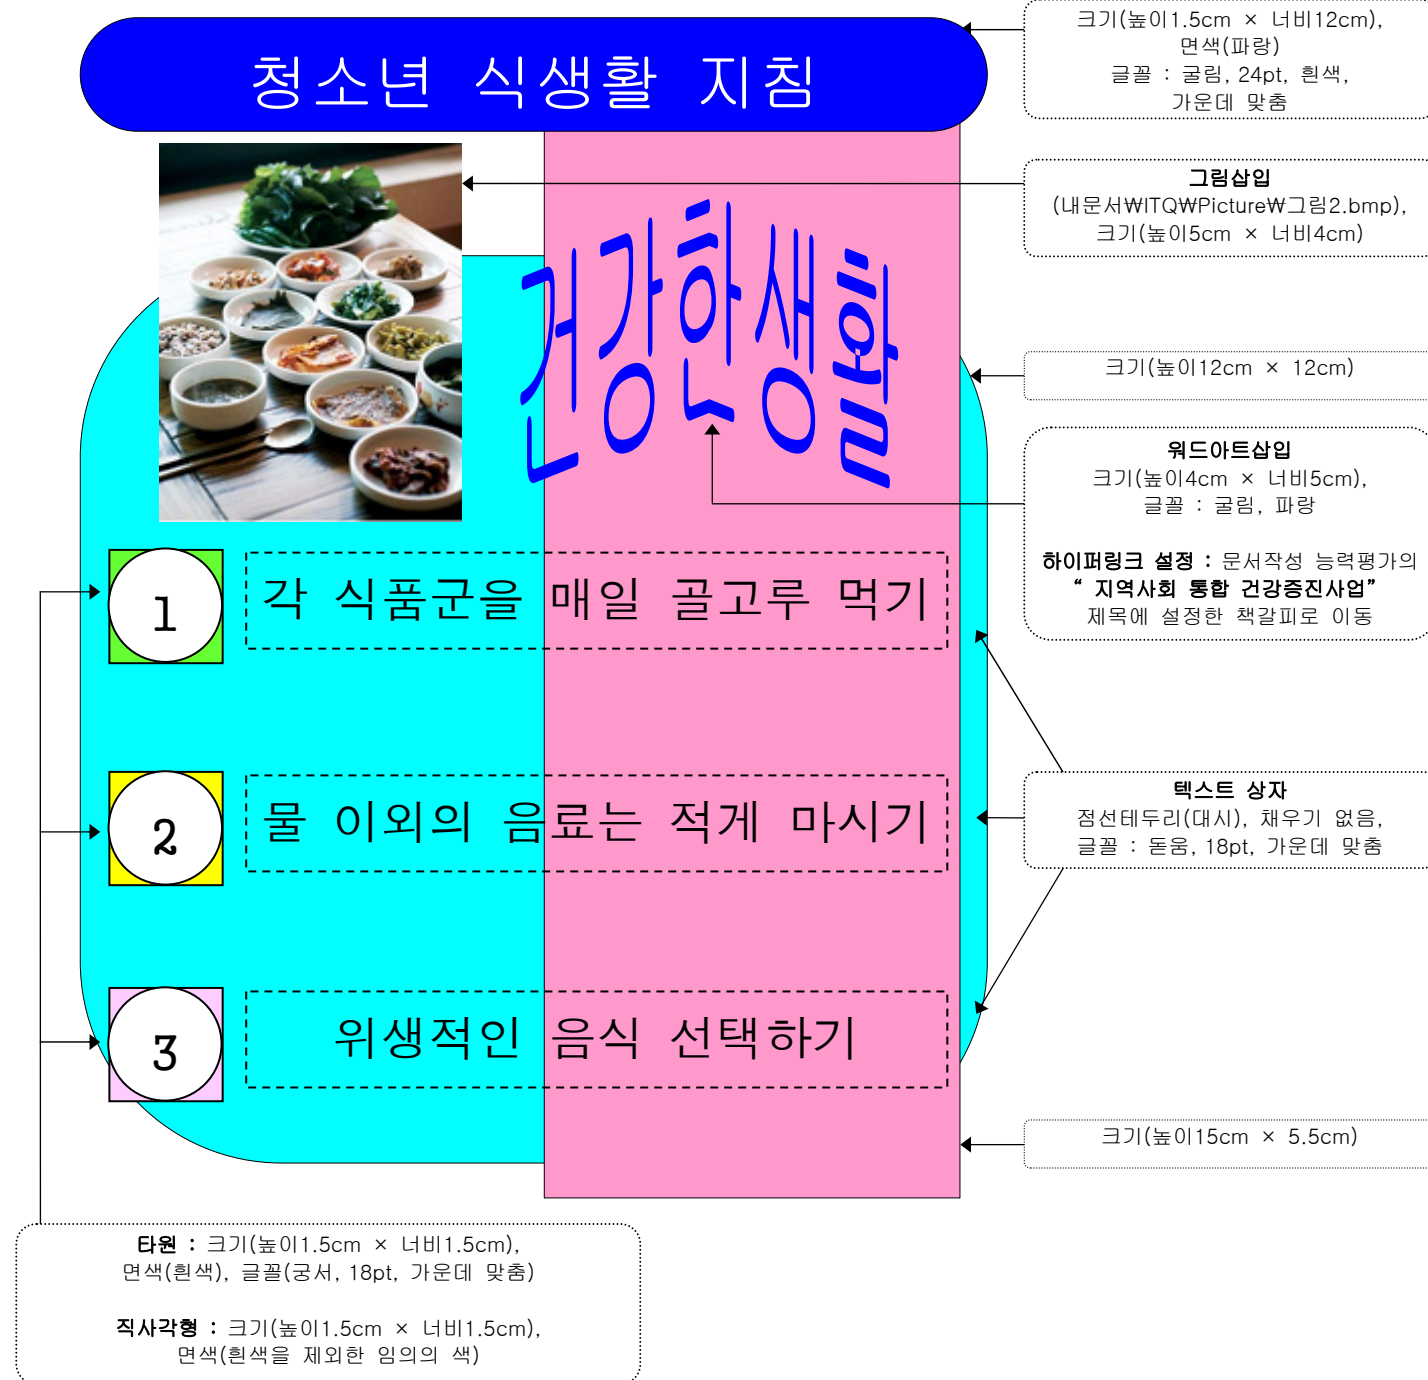 청소년 식생활 지침
크기(높이1.5cm × 너비12cm),
면색(파랑)
글꼴 : 굴림, 24pt, 흰색,
가운데 맞춤
그림삽입
(내문서₩ITQ₩Picture₩그림2.bmp),
크기(높이5cm × 너비4cm)
건강한생활
크기(높이12cm × 12cm)
워드아트삽입
크기(높이4cm × 너비5cm),
글꼴 : 굴림, 파랑
하이퍼링크 설정 : 문서작성 능력평가의
“ 지역사회 통합 건강증진사업”
제목에 설정한 책갈피로 이동
1
각 식품군을 매일 골고루 먹기
2
물 이외의 음료는 적게 마시기
텍스트 상자
점선테두리(대시), 채우기 없음,
글꼴 : 돋움, 18pt, 가운데 맞춤
3
위생적인 음식 선택하기
크기(높이15cm × 5.5cm)
타원 : 크기(높이1.5cm × 너비1.5cm),
면색(흰색), 글꼴(궁서, 18pt, 가운데 맞춤)
직사각형 : 크기(높이1.5cm × 너비1.5cm),
면색(흰색을 제외한 임의의 색)